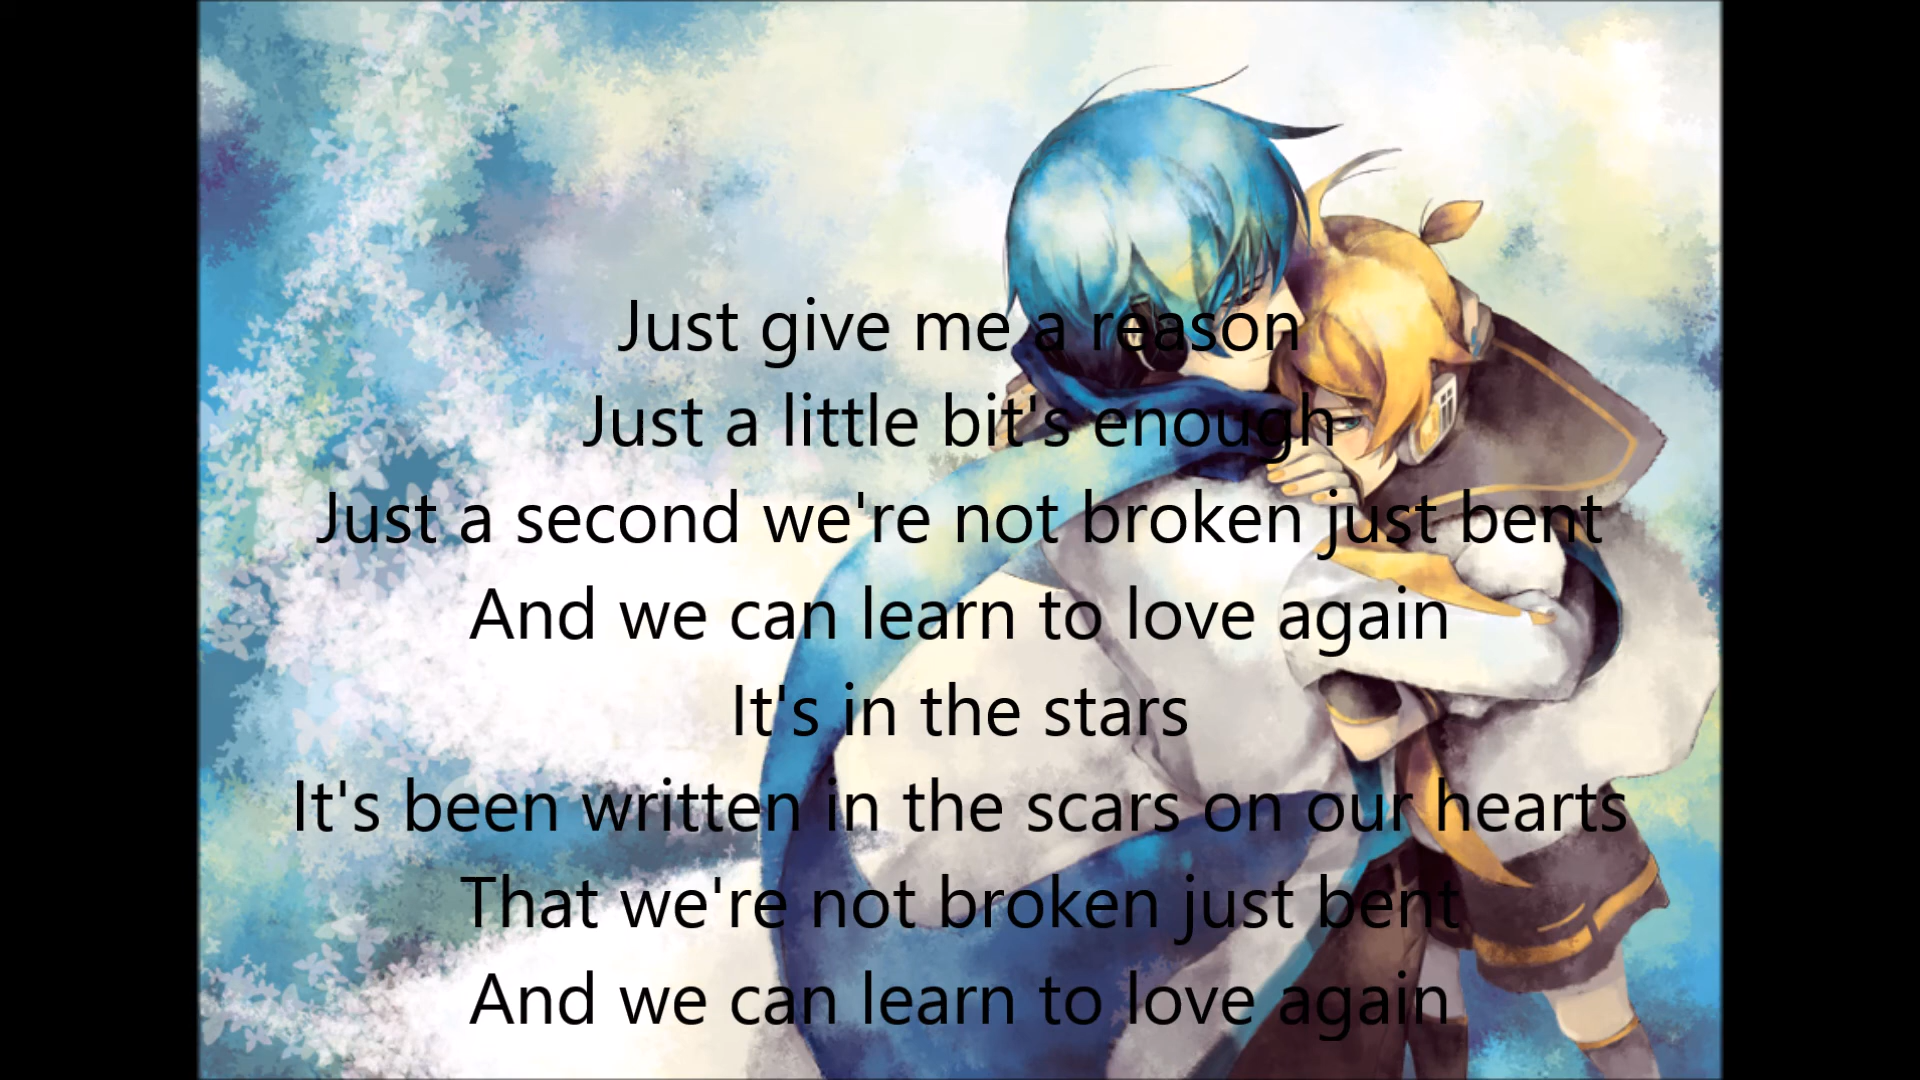 Just give me a reason
Just a little bit's enough
Just a second we're not broken just bent
And we can learn to love again
It's in the stars
It's been written in the scars on our hearts
That we're not broken just bent
And we can learn to love again